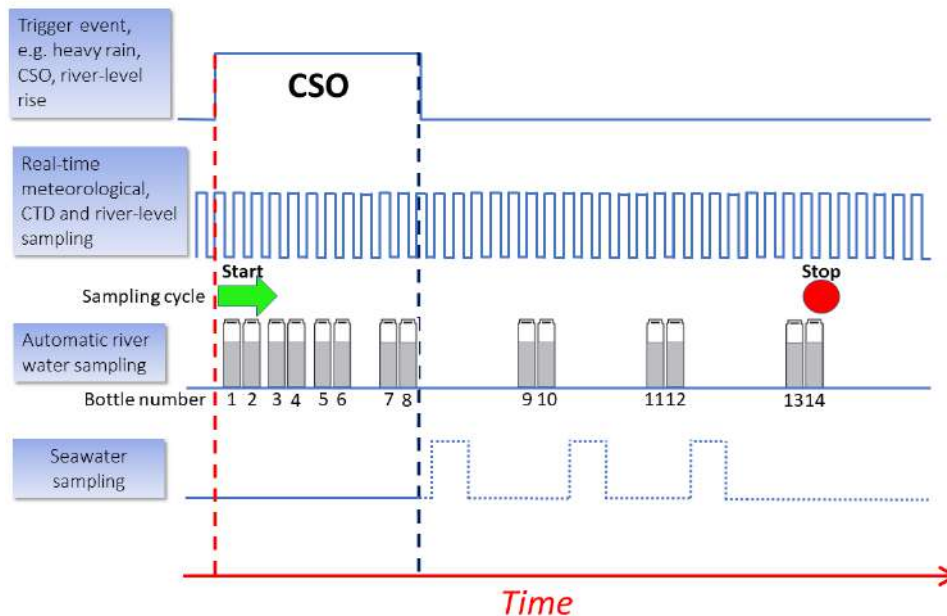 Trigger event,
e.g. heavy rain,
CSO, river-level
rise
CSO
Real-time
meteorological,
CTD and river-level
sampling
Start
Stop
Sampling cycle
Automatic river
water sampling
Bottle number
1 2 3 4 5 6 7 8 9 10 11 12 13 14
Seawater
sampling
Time